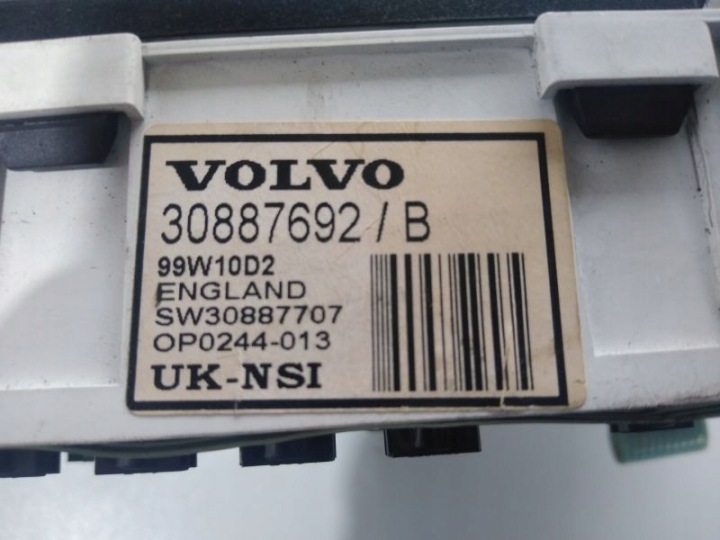 VOLVO
30887692 / B
99W10D2
ENGLAND
SW30887707
OP0244-013
UK-NSI